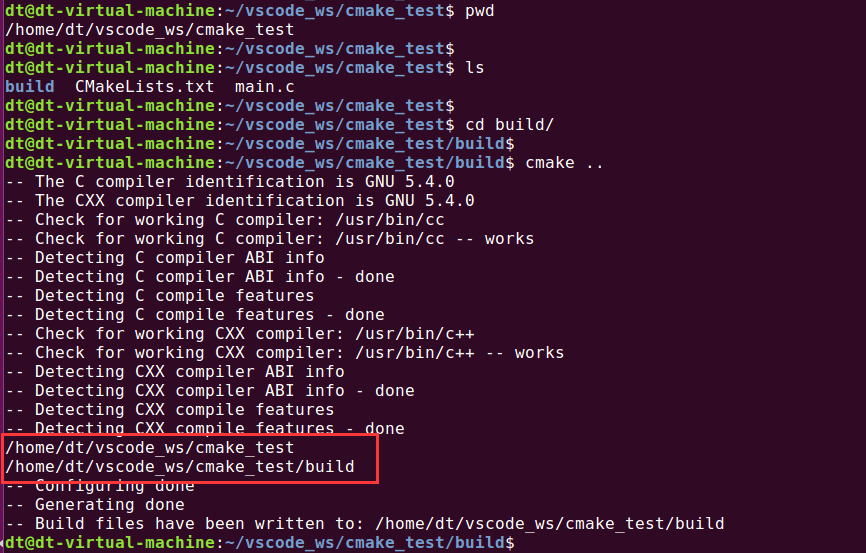 dt@dt-virtual-machine:~/vscode_ws/cmake_test$ pwd
/home/dt/vscode_ws/cmake_test
dt@dt-virtual-machine:~/vscode_ws/cmake_test$
dt@dt-virtual-machine:~/vscode_ws/cmake_test$ ls
build  CMakeLists.txt  main.c
dt@dt-virtual-machine:~/vscode_ws/cmake_test$
dt@dt-virtual-machine:~/vscode_ws/cmake_test$ cd build/
dt@dt-virtual-machine:~/vscode_ws/cmake_test/build$
dt@dt-virtual-machine:~/vscode_ws/cmake_test/build$ cmake ..
-- The C compiler identification is GNU 5.4.0
-- The CXX compiler identification is GNU 5.4.0
-- Check for working C compiler: /usr/bin/cc
-- Check for working C compiler: /usr/bin/cc -- works
-- Detecting C compiler ABI info
-- Detecting C compiler ABI info - done
-- Detecting C compile features
-- Detecting C compile features - done
-- Check for working CXX compiler: /usr/bin/c++
-- Check for working CXX compiler: /usr/bin/c++ -- works
-- Detecting CXX compiler ABI info
-- Detecting CXX compiler ABI info - done
-- Detecting CXX compile features
-- Detecting CXX compile features - done
/home/dt/vscode_ws/cmake_test
/home/dt/vscode_ws/cmake_test/build
-- Configuring done
-- Generating done
-- Build files have been written to: /home/dt/vscode_ws/cmake_test/build
dt@dt-virtual-machine:~/vscode_ws/cmake_test/build$